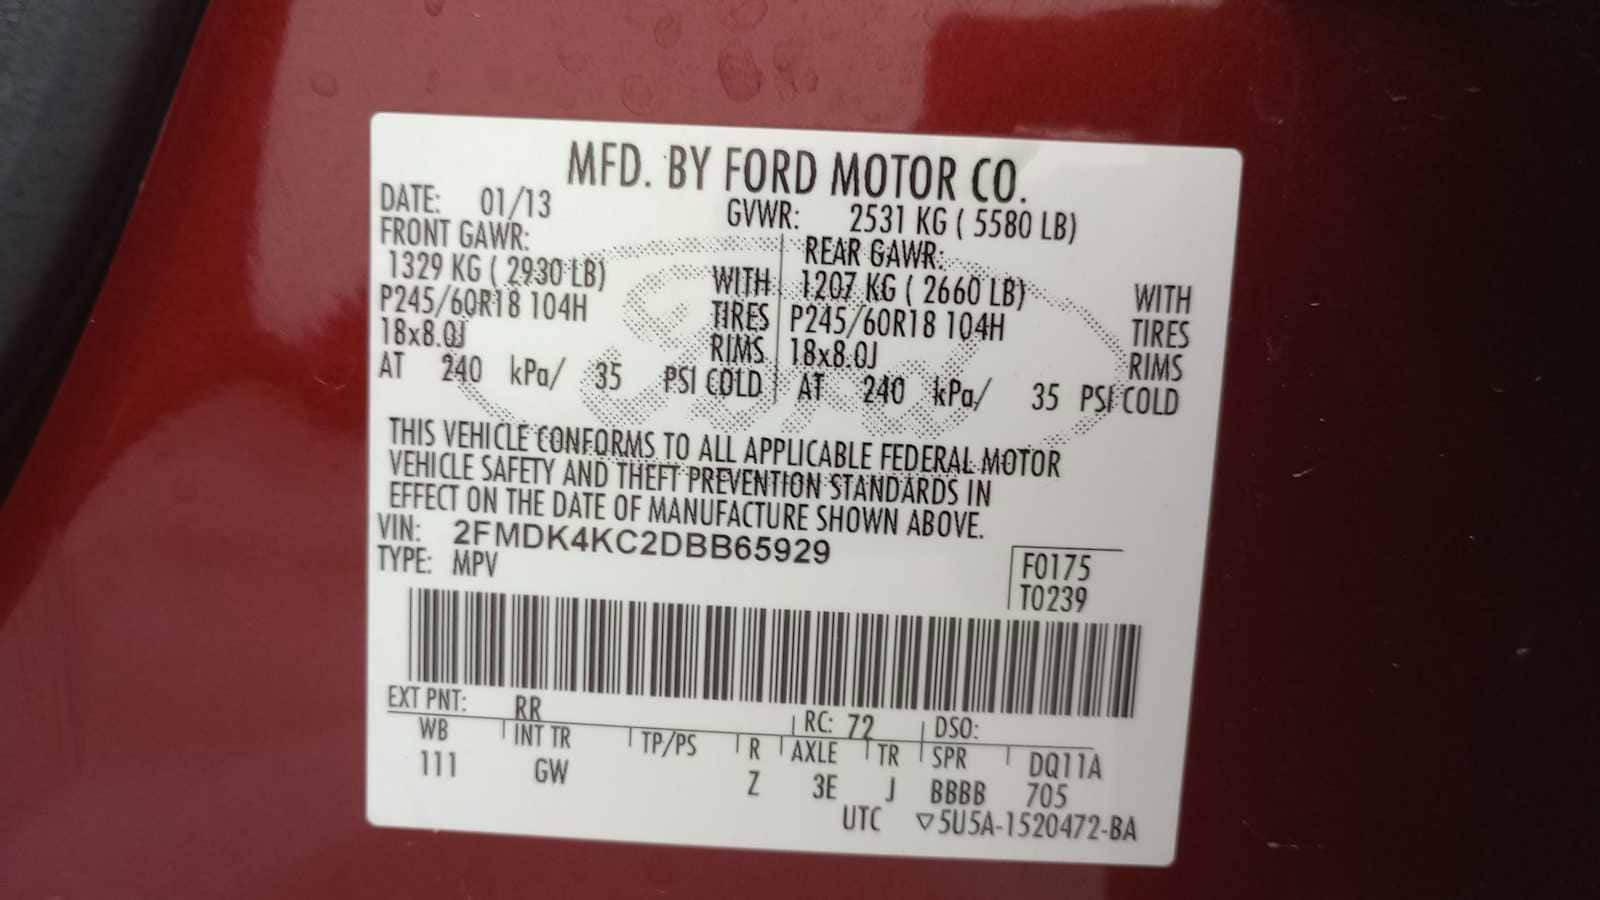 MFD. BY FORD MOTOR CO.
DATE: 01/13 GVWR: 2531 KG ( 5580 LB)
FRONT GAWR: REAR GAWR:
1329 KG ( 2930 LB) WITH 1207 KG ( 2660 LB) WITH
P245/60R18 104H TIRES P245/60R18 104H TIRES
18x8.0J RIMS 18x8.0J RIMS
AT 240 kPa/ 35 PSI COLD AT 240 kPa/ 35 PSI COLD
THIS VEHICLE CONFORMS TO ALL APPLICABLE FEDERAL MOTOR
VEHICLE SAFETY AND THEFT PREVENTION STANDARDS IN
EFFECT ON THE DATE OF MANUFACTURE SHOWN ABOVE.
VIN: 2FMDK4KC2DBB65929
TYPE: MPV
F0175
T0239
EXT PNT: RR RC: 72 DSO:
WB INT TR TP/PS R AXLE TR SPR DQ11A
111 GW Z 3E J BBBB 705
UTC ▽5U5A-1520472-BA
Ford